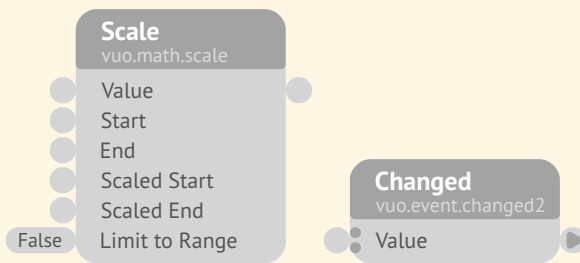 Scale
vuo.math.scale
Value
Start
End
Scaled Start
Scaled End
False Limit to Range
Changed
vuo.event.changed2
Value